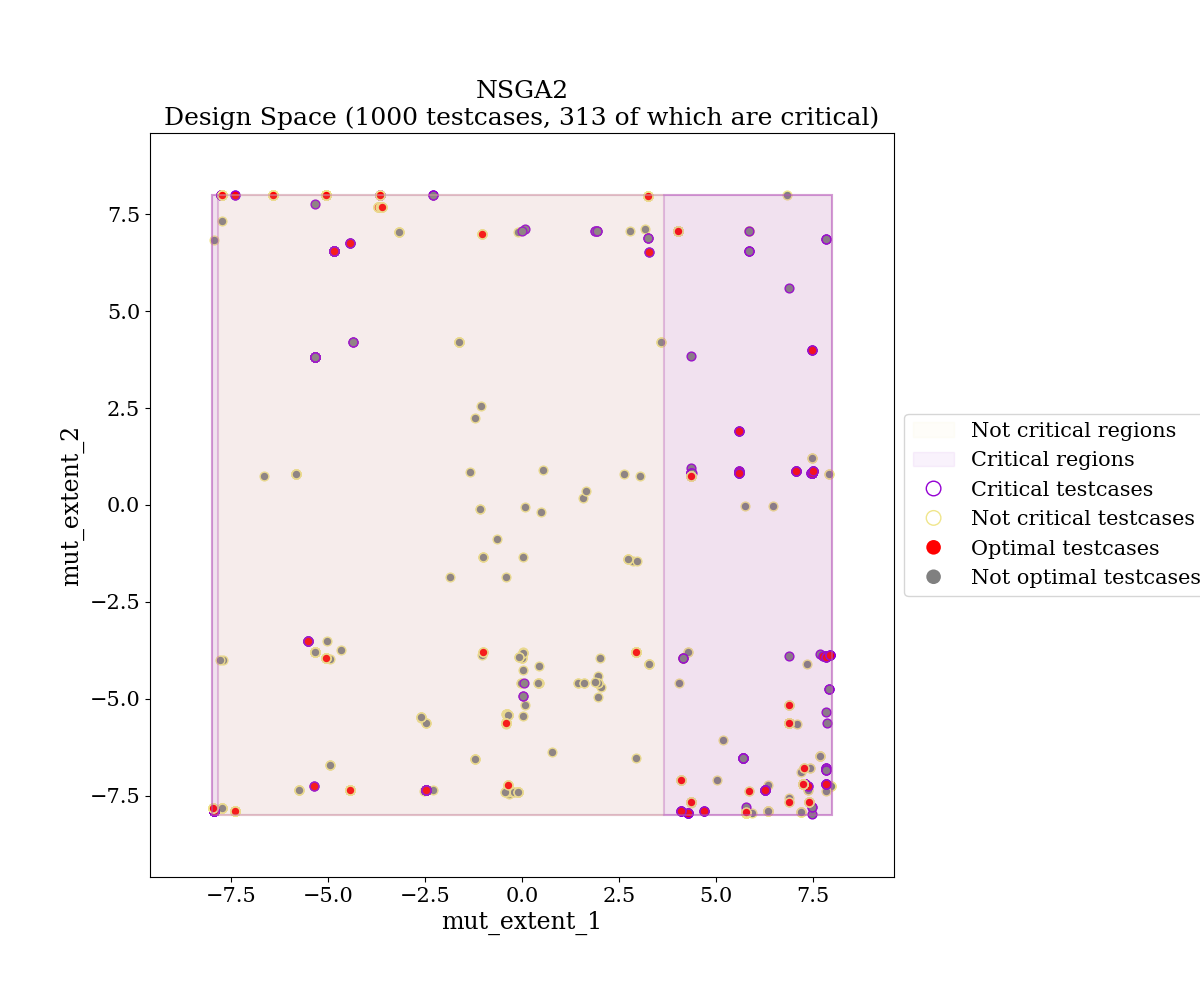 NSGA2
Design Space (1000 testcases, 313 of which are critical)
7.5
5.0
2.5
0.0
−2.5
−5.0
−7.5
mut_extent_2
−7.5
−5.0
−2.5
0.0
2.5
5.0
7.5
mut_extent_1
Not critical regions
Critical regions
Critical testcases
Not critical testcases
Optimal testcases
Not optimal testcases